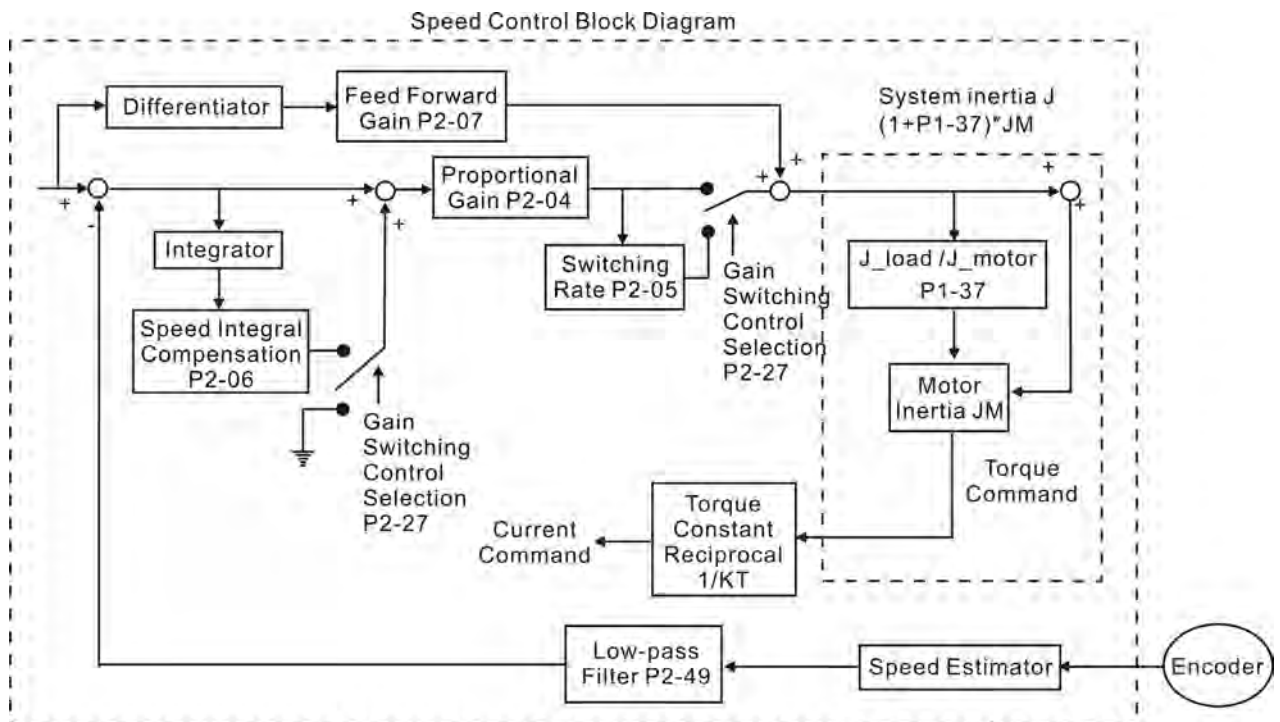 Speed Control Block Diagram
Differentiator
Feed Forward
Gain P2-07
System inertia J
(1+P1-37)*JM
+
+
+
-
+
+
+
+
Proportional
Gain P2-04
Integrator
Switching
Rate P2-05
Gain
Switching
Control
Selection
P2-27
J_load /J_motor
P1-37
Speed Integral
Compensation
P2-06
Motor
Inertia JM
Gain
Switching
Control
Selection
P2-27
Torque
Command
Torque
Constant
Reciprocal
1/KT
Current
Command
Low-pass
Filter P2-49
Speed Estimator
Encoder